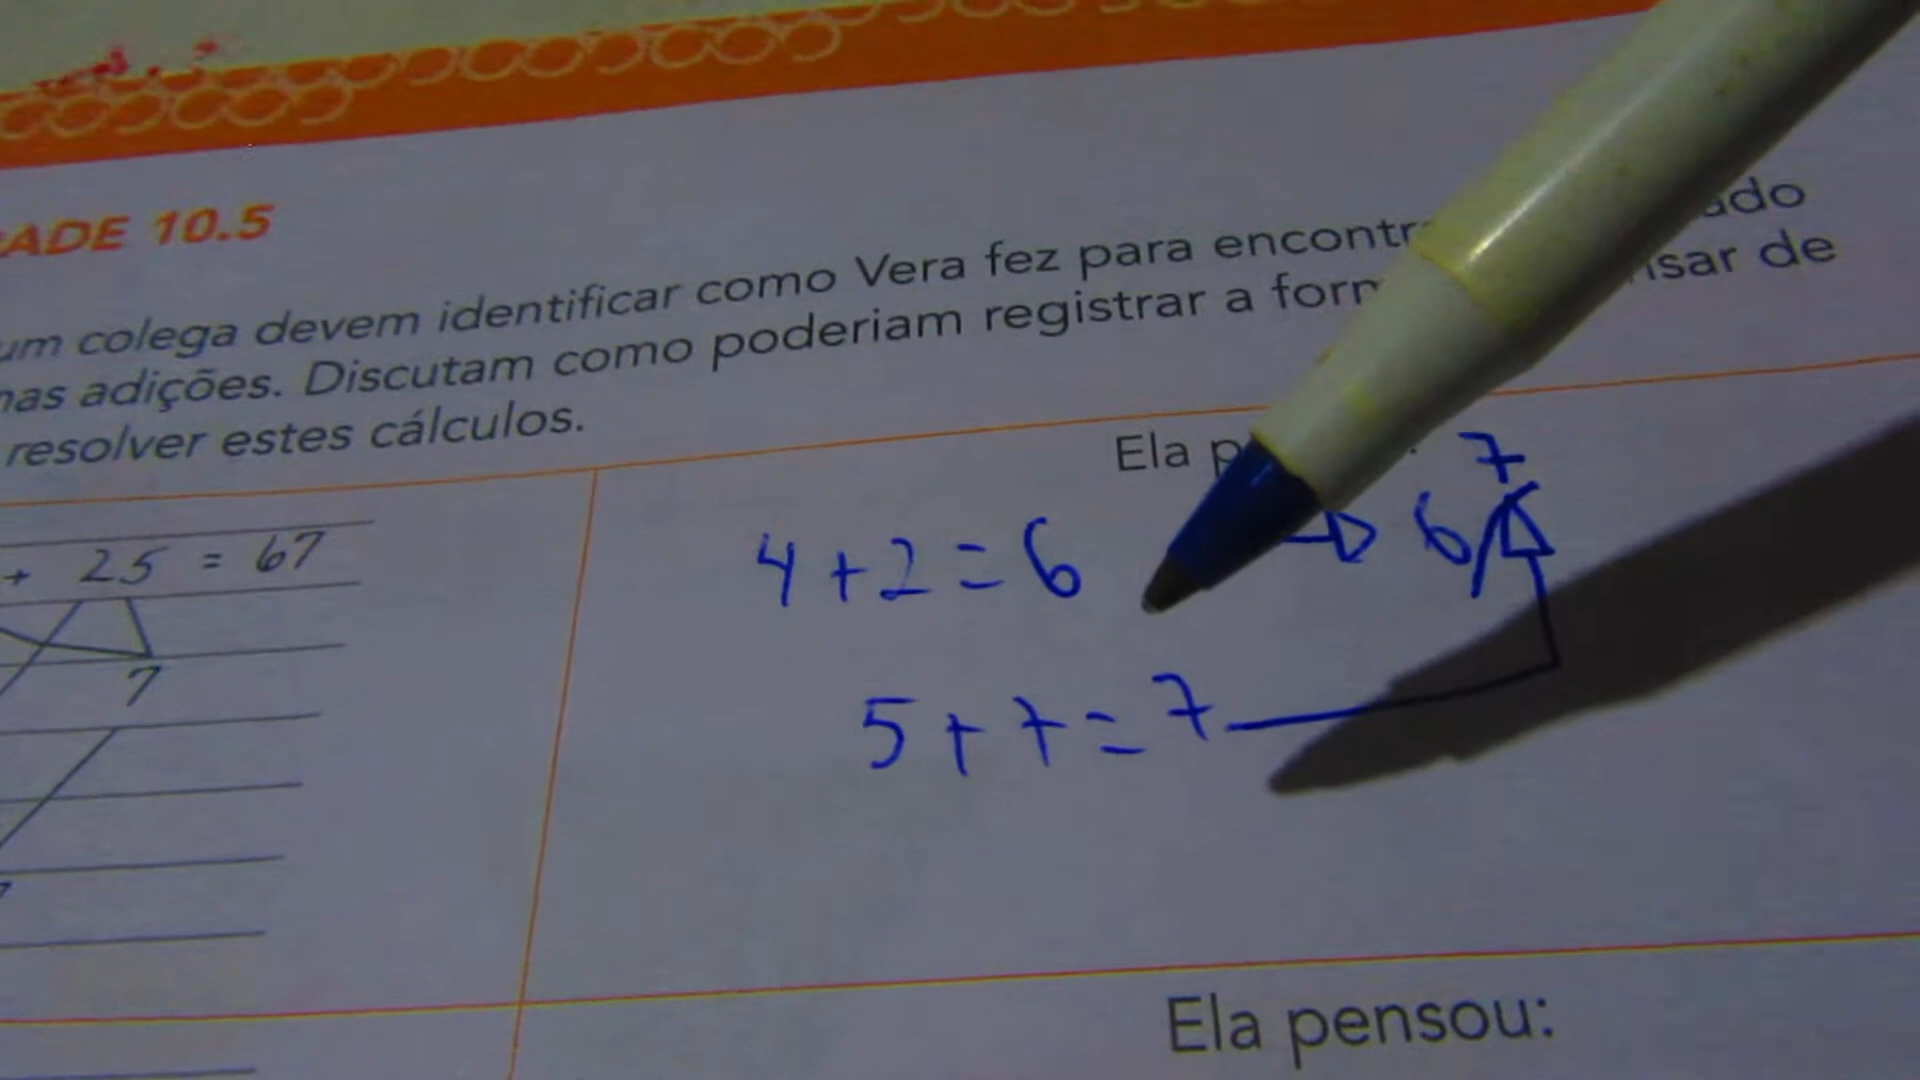 ADE 10.5
um colega devem identificar como Vera fez para encontr ado
nas adições. Discutam como poderiam registrar a for nsar de
resolver estes cálculos.
Ela p
+ 25 = 67
7
4 + 2 = 6
6 7
5 + 7 = 7
7
Ela pensou: